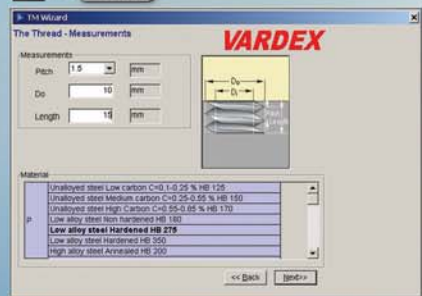 TM Wizard
The Thread - Measurements
VARDEX
Measurements
Pitch 1.5 mm
Do 10 mm
Length 15 mm
Do
Di
Material
P
Unalloyed steel Low carbon C=0.1-0.25 % HB 125
Unalloyed steel Medium carbon C=0.25-0.55 % HB 150
Unalloyed steel High Carbon C=0.55-0.85 % HB 170
Low alloy steel Non hardened HB 180
Low alloy steel Hardened HB 275
Low alloy steel Hardened HB 350
High alloy steel Annealed HB 200
<< Back Next>>